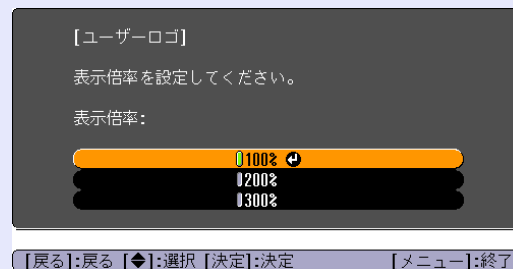 [ユーザーロゴ]
表示倍率を設定してください。
表示倍率:
100%
200%
300%
[戻る]:戻る [◆]:選択 [決定]:決定 [メニュー]:終了